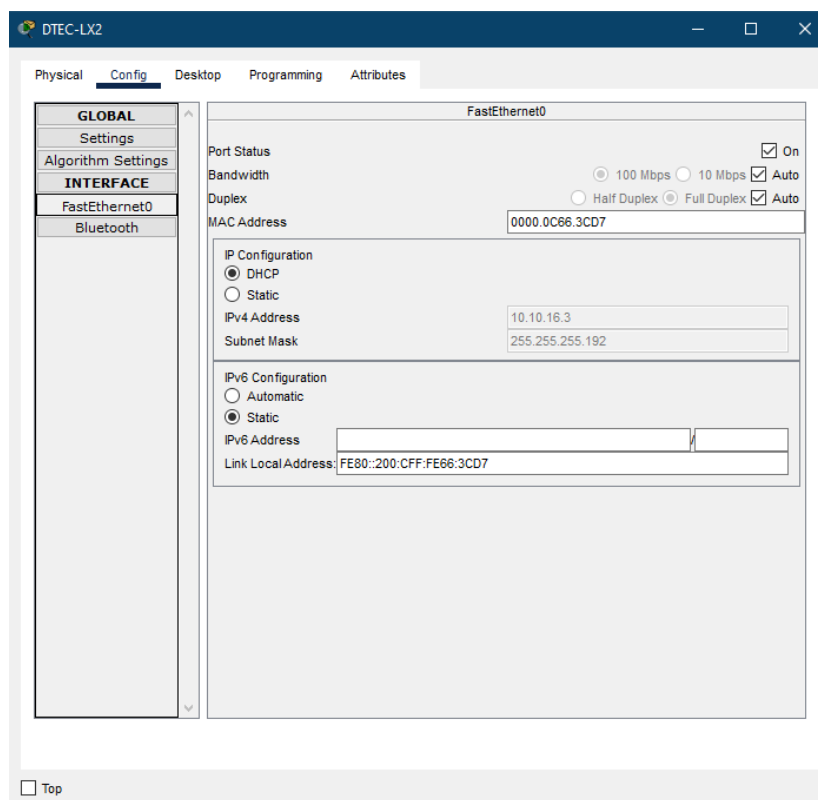 DTEC-LX2
Physical Config Desktop Programming Attributes
GLOBAL
Settings
Algorithm Settings
INTERFACE
FastEthernet0
Bluetooth
FastEthernet0
Port Status On
Bandwidth 100 Mbps 10 Mbps Auto
Duplex Half Duplex Full Duplex Auto
MAC Address 0000.0C66.3CD7
IP Configuration
DHCP
Static
IPv4 Address 10.10.16.3
Subnet Mask 255.255.255.192
IPv6 Configuration
Automatic
Static
IPv6 Address /
Link Local Address: FE80::200:CFF:FE66:3CD7
Top